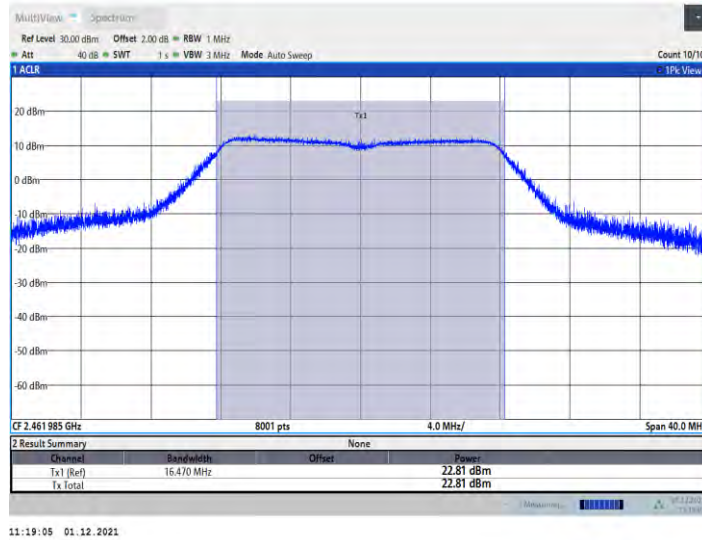 MultiView Spectrum
Ref Level 30.00 dBm Offset 2.00 dB RBW 1 MHz
Att 40 dB SWT 1 s VBW 3 MHz Mode Auto Sweep Count 10/10
1 ACLR 1Pk View
Tx1
20 dBm
10 dBm
0 dBm
-10 dBm
-20 dBm
-30 dBm
-40 dBm
-50 dBm
-60 dBm
CF 2.461985 GHz 8001 pts 4.0 MHz/ Span 40.0 MH
2 Result Summary None
Channel Bandwidth Offset Power
Tx1 (Ref) 16.470 MHz 22.81 dBm
Tx Total 22.81 dBm
Measuring...
11:19:05 01.12.2021